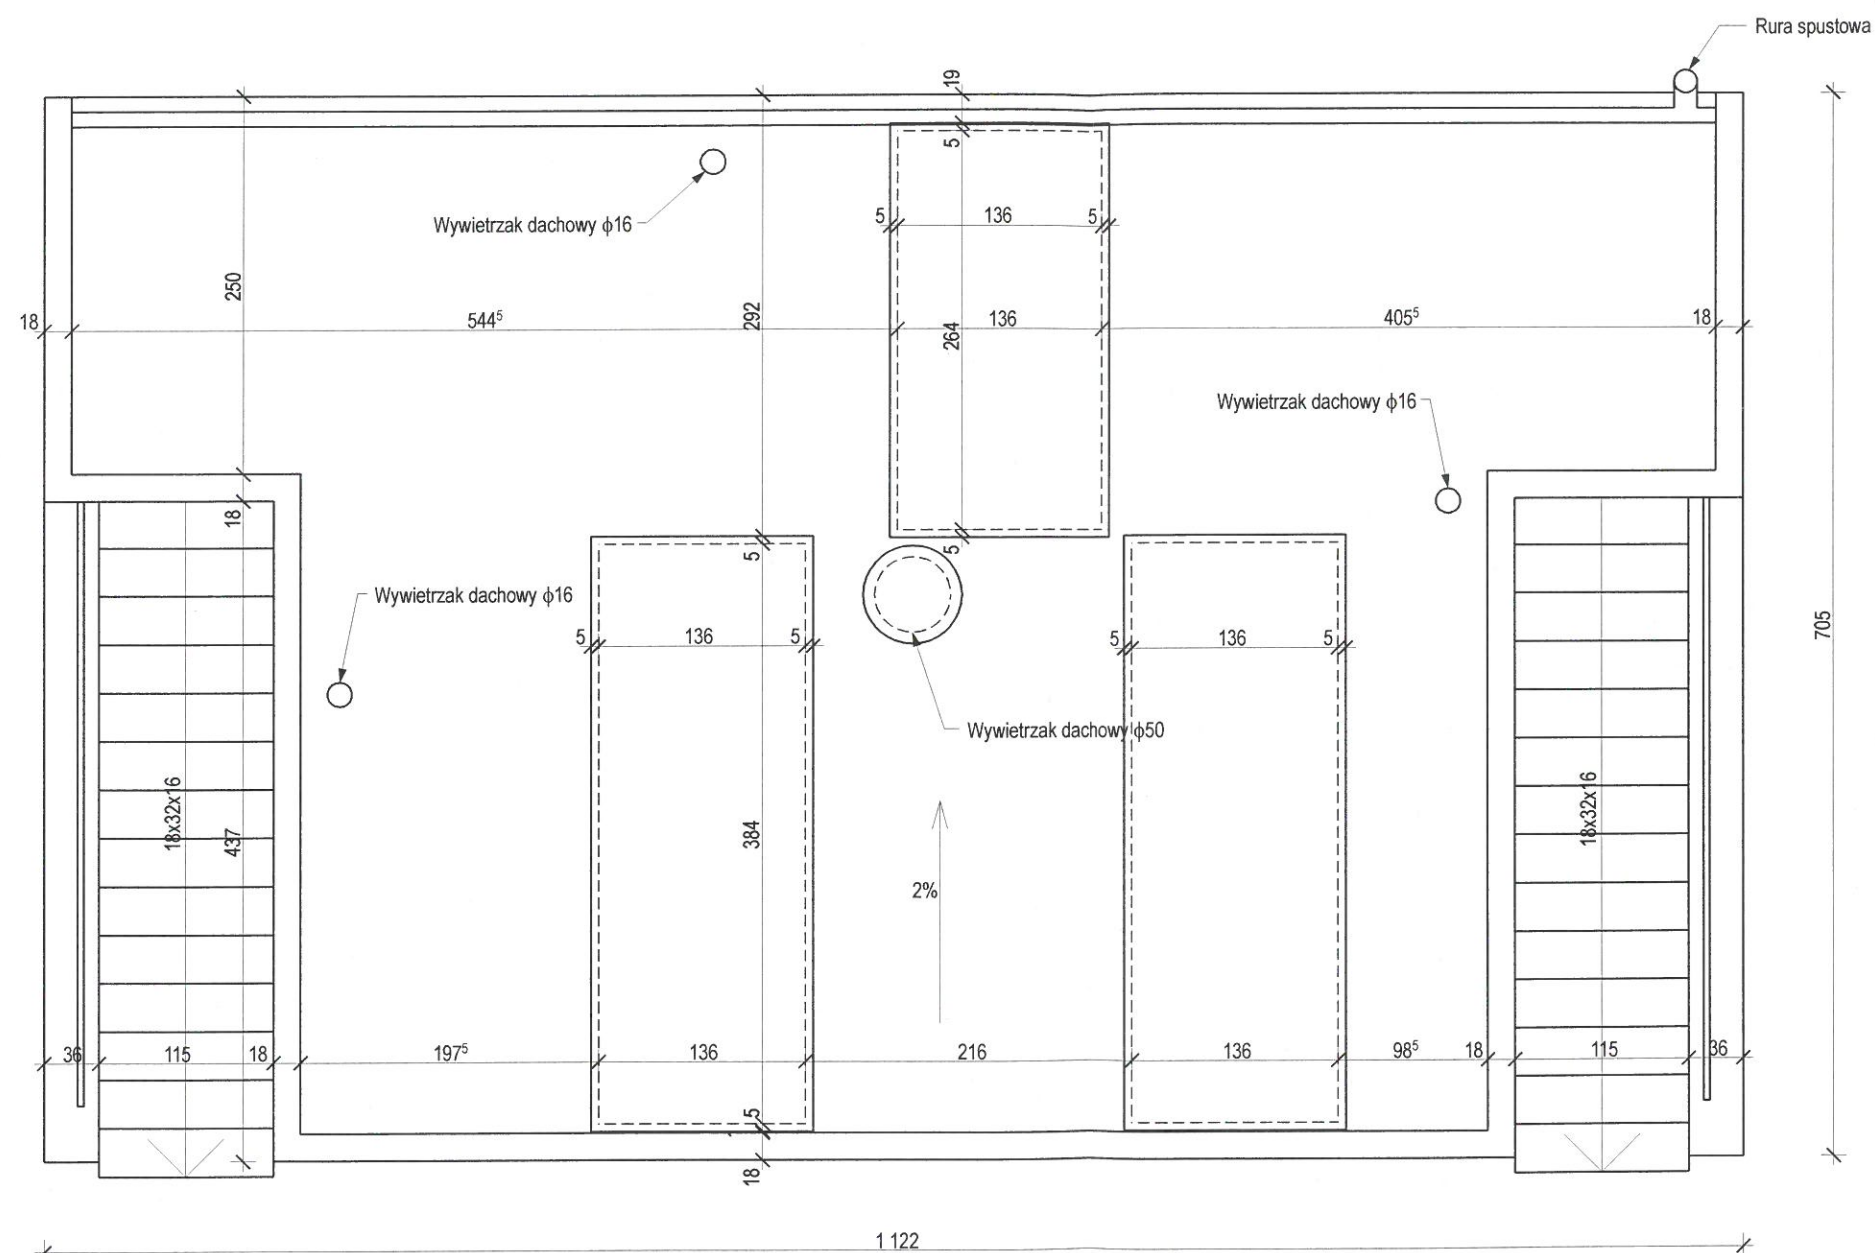 Rura spustowa
19
5
Wywietrzak dachowy ϕ16
5 136 5
250
292
264
18 544⁵ 136 405⁵ 18
Wywietrzak dachowy ϕ16
18
5
5
Wywietrzak dachowy ϕ16
5 136 5
5 136 5
705
Wywietrzak dachowy ϕ50
18x32x16
437
384
18x32x16
2%
36 115 18 197⁵ 136 216 136 98⁵ 18 115 36
5
18
1 122